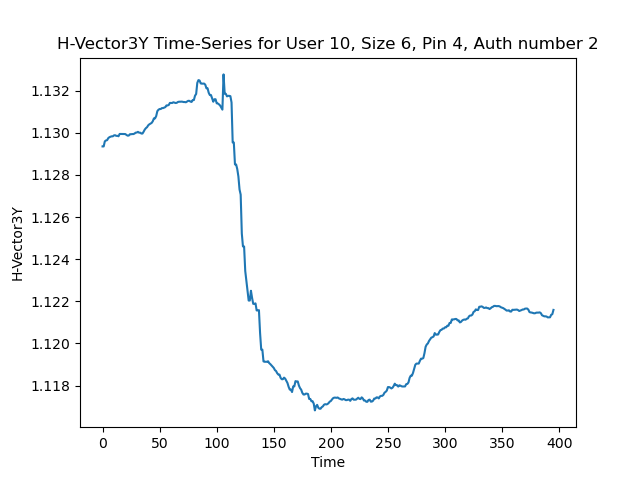 H-Vector3Y Time-Series for User 10, Size 6, Pin 4, Auth number 2
H-Vector3Y
1.132
1.130
1.128
1.126
1.124
1.122
1.120
1.118
0 50 100 150 200 250 300 350 400
Time